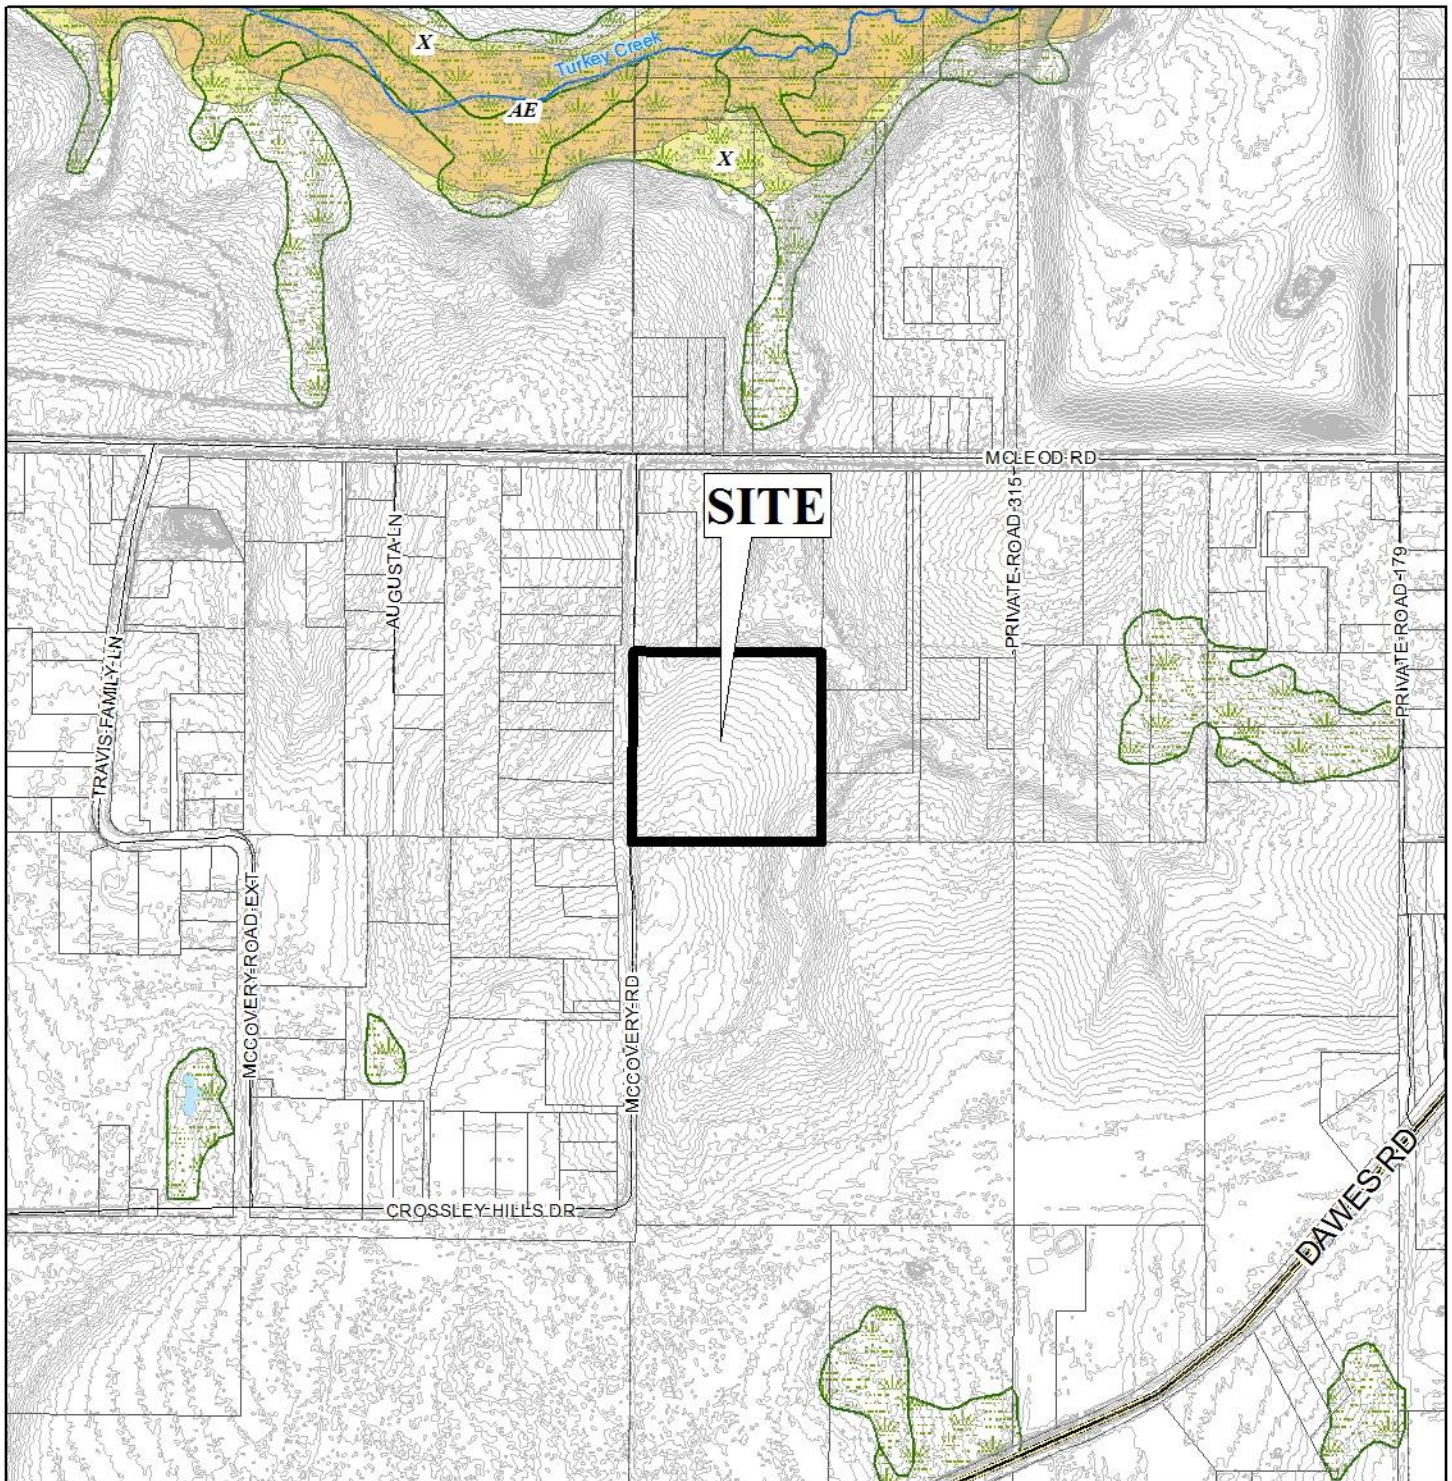 X
Turkey Creek
AE
X
MCLEOD RD
SITE
PRIVATE ROAD 315
AUGUSTA LN
PRIVATE ROAD 179
TRAVIS FAMILY LN
MCCOVERY ROAD EXT
MCCOVERY RD
DAWES RD
CROSSLEY HILLS DR